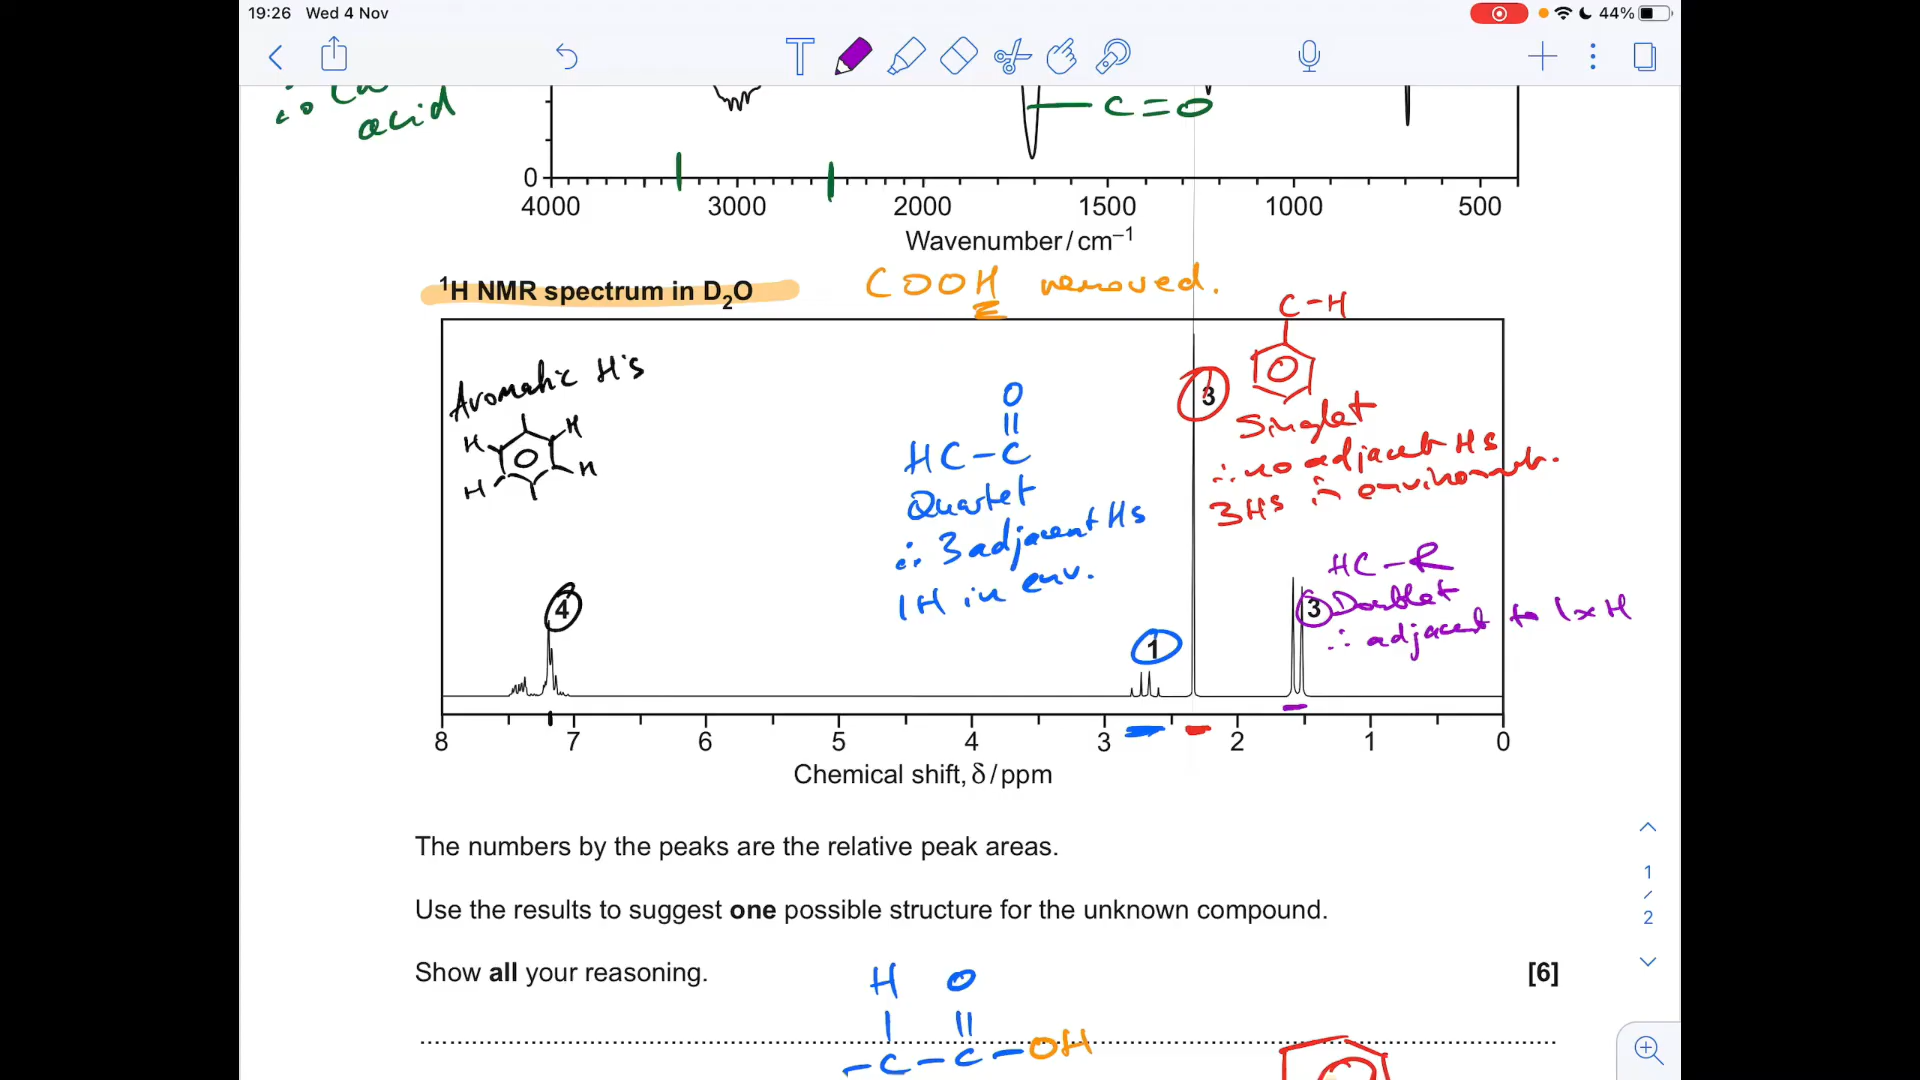 19:26 Wed 4 Nov
44%
acid
C=O
0
4000 3000 2000 1500 1000 500
Wavenumber/cm⁻¹
¹H NMR spectrum in D₂O
COOH removed.
C-H
Aromatic H's
H H
H H
O
||
HC-C
Quartet
∴ 3 adjacent Hs
1H in env.
3
Singlet
∴ no adjacent Hs
3Hs in environment.
HC-R
3 Doublet
∴ adjacent to 1xH
4
1
8 7 6 5 4 3 2 1 0
Chemical shift, δ/ppm
The numbers by the peaks are the relative peak areas.
Use the results to suggest one possible structure for the unknown compound.
Show all your reasoning. [6]
H O
| ||
-C-C-OH
1
/
2